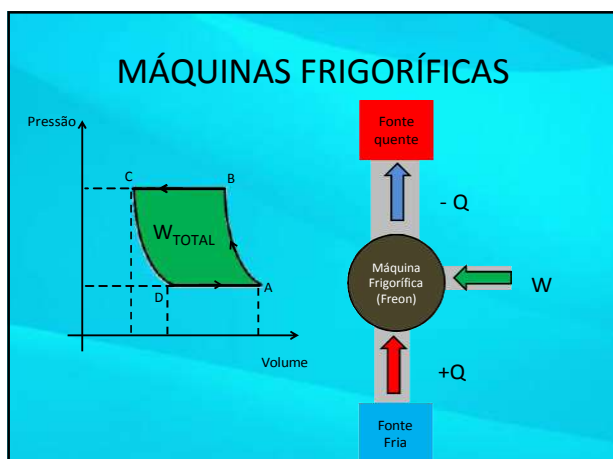 MÁQUINAS FRIGORÍFICAS
Pressão
C
B
W TOTAL
D
A
Volume
Fonte
quente
- Q
Máquina
Frigorífica
(Freon)
W
+Q
Fonte
Fria